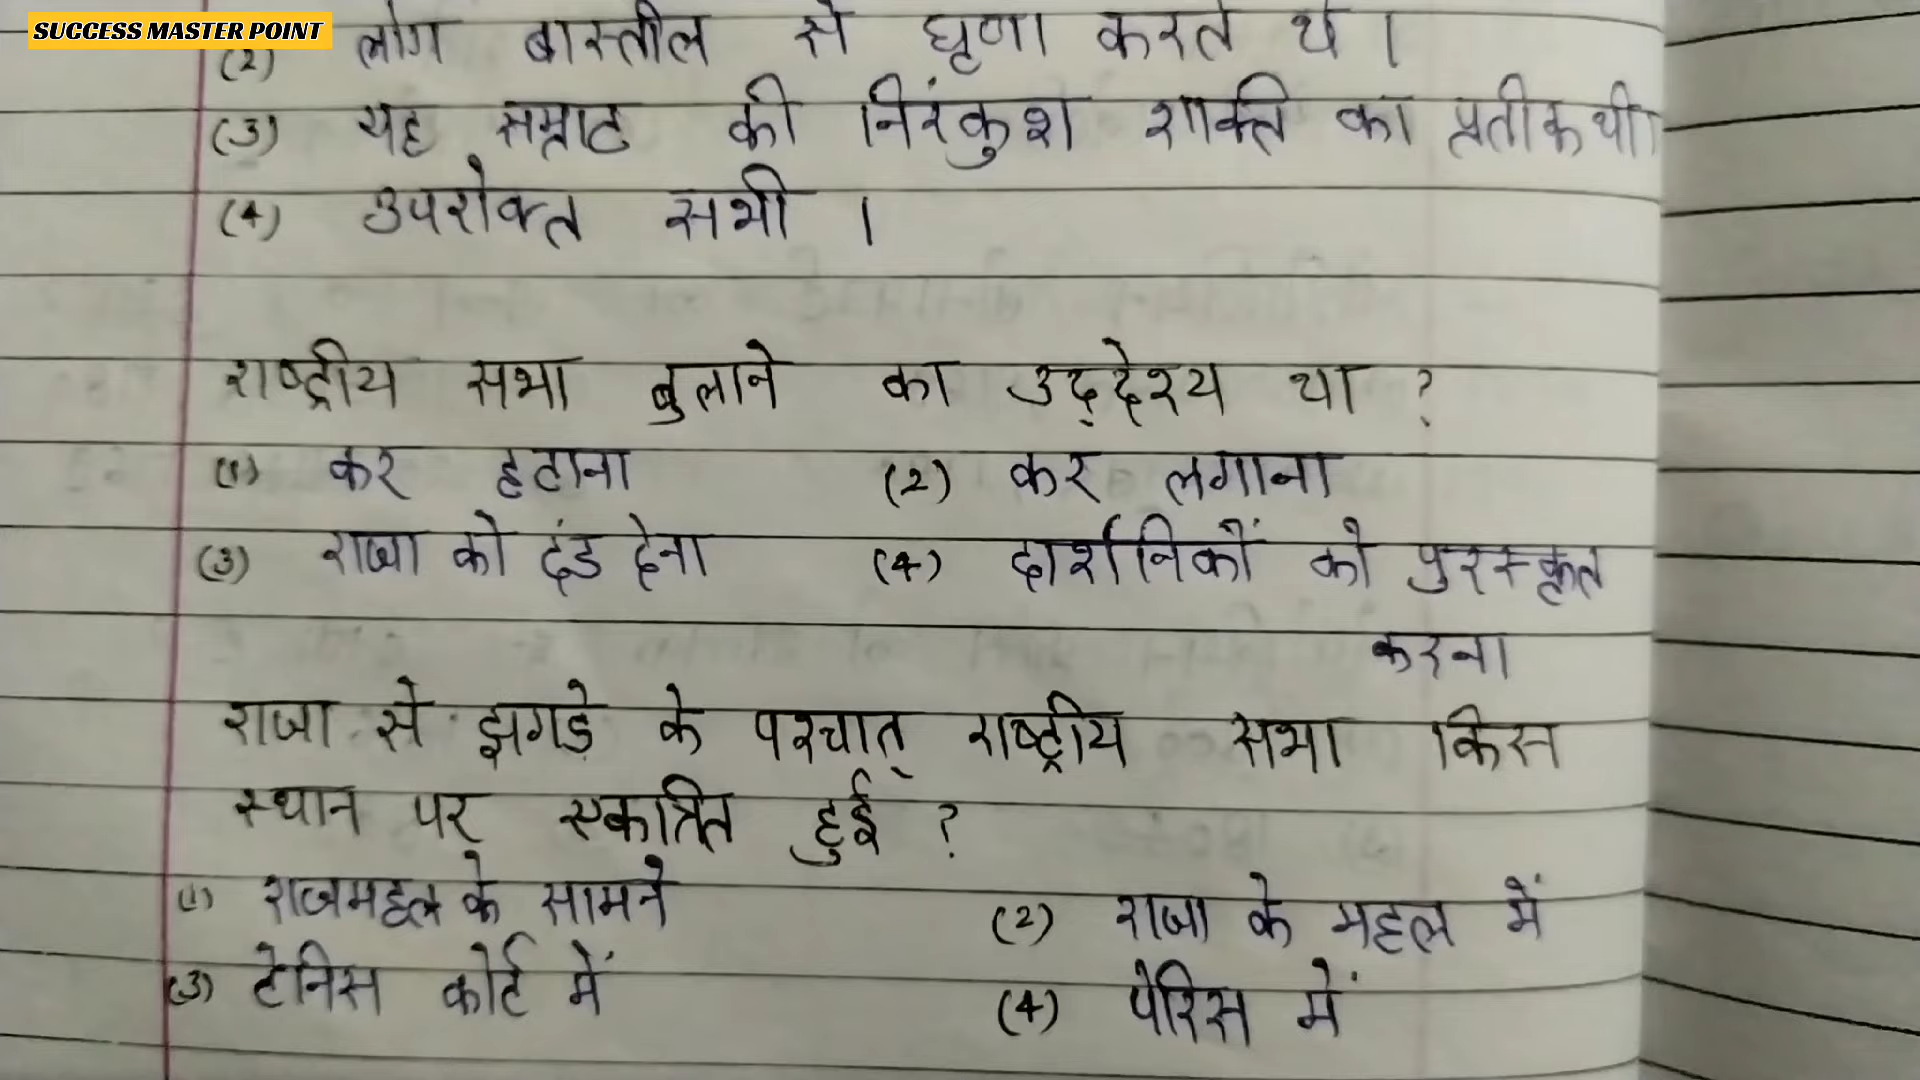 SUCCESS MASTER POINT
(2) लोग बास्तील से घृणा करते थे ।
(3) यह सम्राट की निरंकुश शक्ति का प्रतीक थी
(4) उपरोक्त सभी ।
राष्ट्रीय सभा बुलाने का उद्देश्य था ?
(1) कर हटाना (2) कर लगाना
(3) राजा को दंड देना (4) दार्शनिकों को पुरस्कृत
करना
राजा से झगड़े के पश्चात् राष्ट्रीय सभा किस
स्थान पर एकत्रित हुई ?
(1) राजमहल के सामने (2) राजा के महल में
(3) टेनिस कोर्ट में (4) पेरिस में